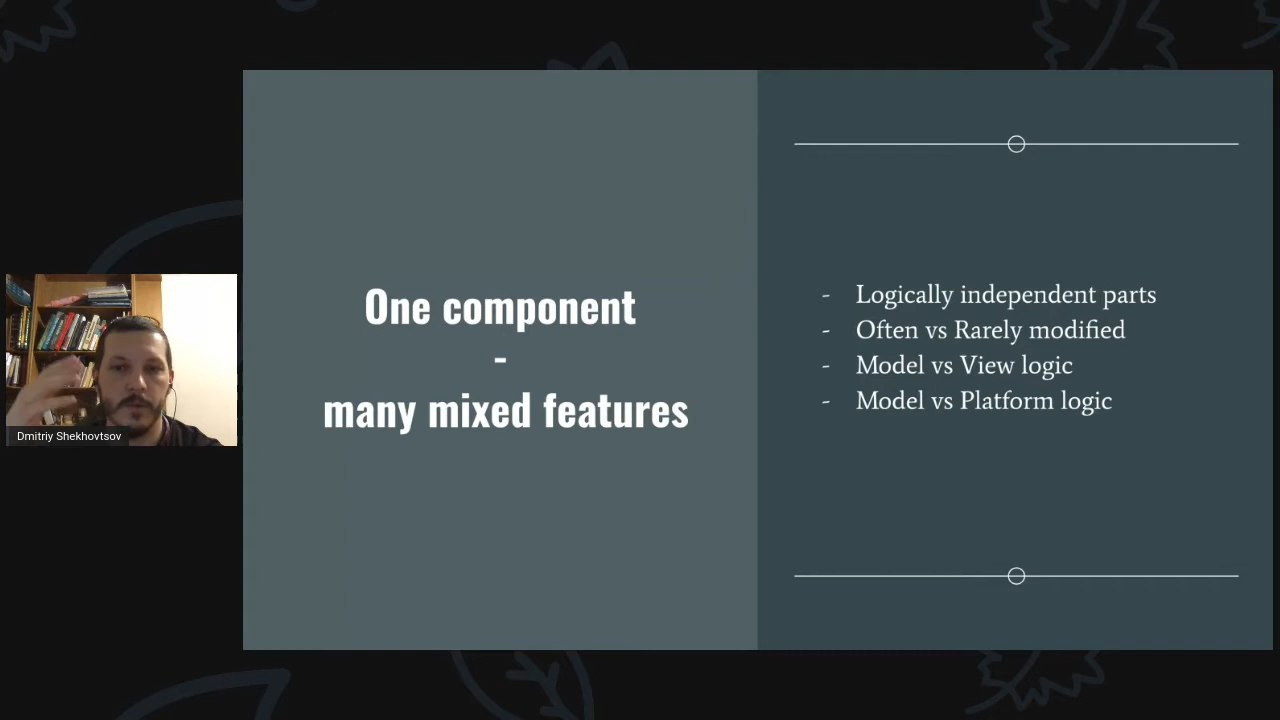 One component
-
many mixed features
- Logically independent parts
- Often vs Rarely modified
- Model vs View logic
- Model vs Platform logic
Dmitriy Shekhovtsov